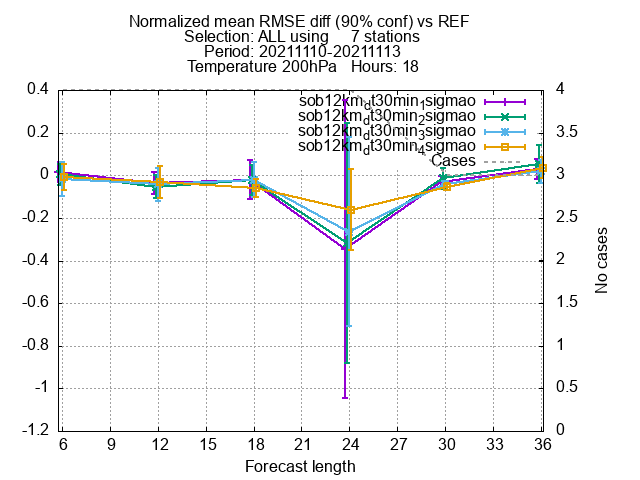 Normalized mean RMSE diff (90% conf) vs REF
Selection: ALL using     7 stations
Period: 20211110-20211113
Temperature 200hPa   Hours: 18
sob12km_dt30min_1sigmao
sob12km_dt30min_2sigmao
sob12km_dt30min_3sigmao
sob12km_dt30min_4sigmao
Cases
0.4
0.2
0
-0.2
-0.4
-0.6
-0.8
-1
-1.2
4
3.5
3
2.5
2
1.5
1
0.5
0
No cases
6 9 12 15 18 21 24 27 30 33 36
Forecast length